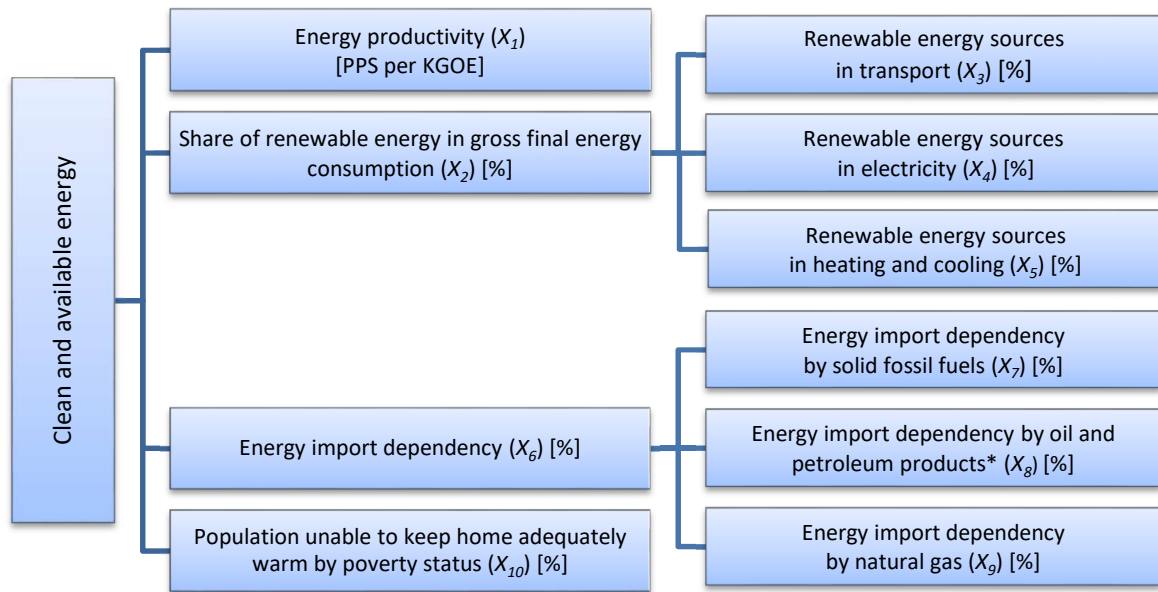 Clean and available energy
Energy productivity (X1)
[PPS per KGOE]
Share of renewable energy in gross final energy
consumption (X2) [%]
Renewable energy sources
in transport (X3) [%]
Renewable energy sources
in electricity (X4) [%]
Renewable energy sources
in heating and cooling (X5) [%]
Energy import dependency (X6) [%]
Energy import dependency
by solid fossil fuels (X7) [%]
Energy import dependency by oil and
petroleum products* (X8) [%]
Energy import dependency
by natural gas (X9) [%]
Population unable to keep home adequately
warm by poverty status (X10) [%]